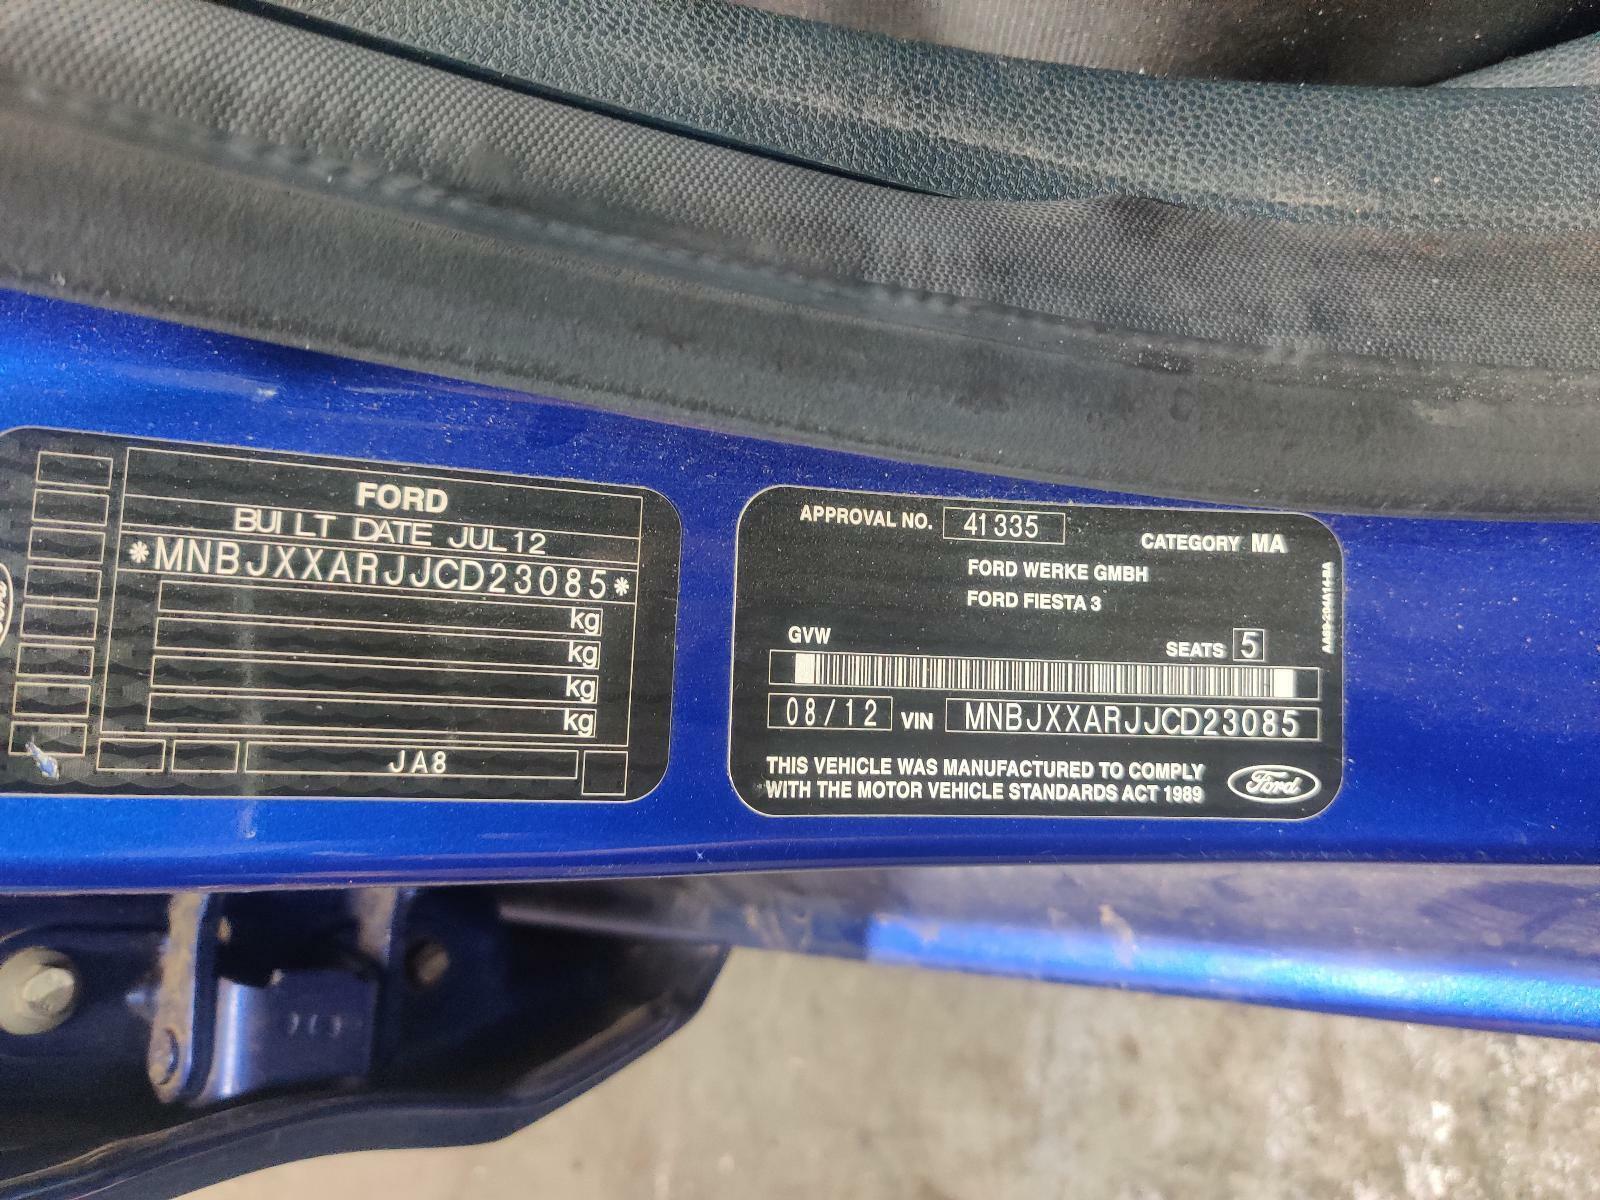 FORD
BUILT DATE JUL12
*MNBJXXARJJCD23085*
kg
kg
kg
kg
JA8
APPROVAL NO. 41335
CATEGORY MA
FORD WERKE GMBH
FORD FIESTA 3
GVW
SEATS 5
08/12 VIN MNBJXXARJJCD23085
THIS VEHICLE WAS MANUFACTURED TO COMPLY
WITH THE MOTOR VEHICLE STANDARDS ACT 1989
Ford